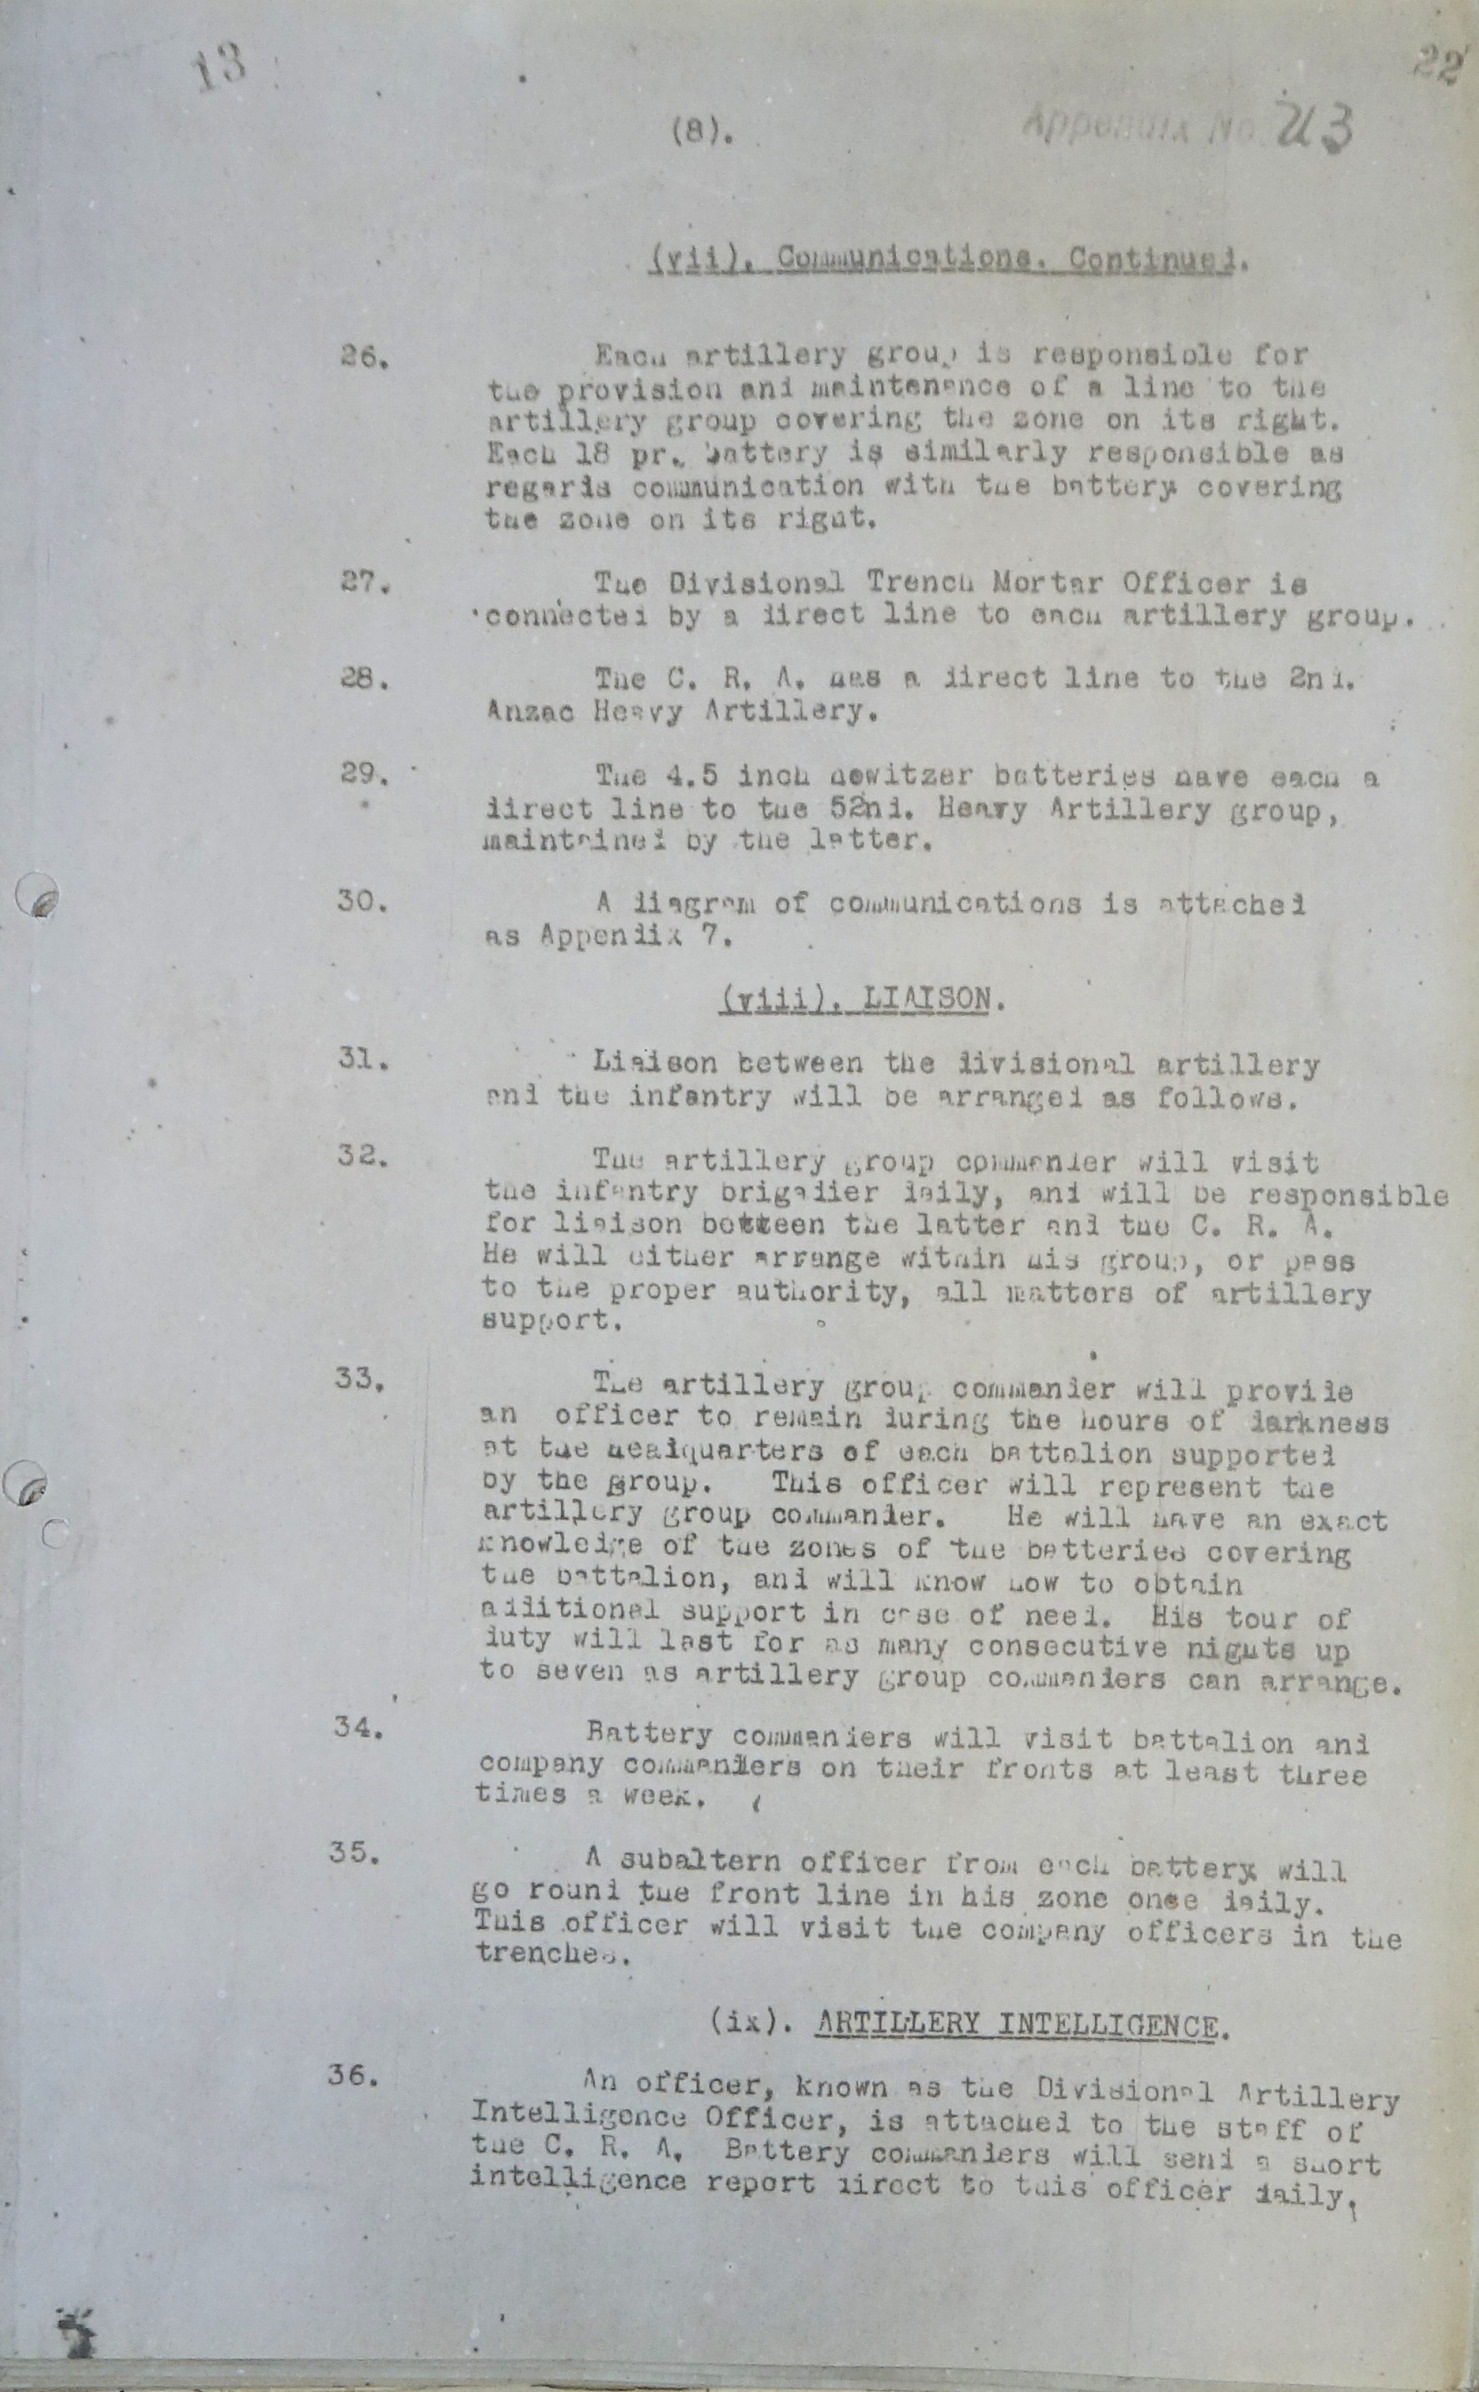 13
22
(8).
Appendix No. 43
(vii). Communications. Continued.
26. Each artillery group is responsible for
the provision and maintenance of a line to the
artillery group covering the zone on its right.
Each 18 pr. battery is similarly responsible as
regards communication with the battery covering
the zone on its right.
27. The Divisional Trench Mortar Officer is
connected by a direct line to each artillery group.
28. The C. R. A. has a direct line to the 2nd.
Anzac Heavy Artillery.
29. The 4.5 inch howitzer batteries have each a
direct line to the 52nd. Heavy Artillery group,
maintained by the latter.
30. A diagram of communications is attached
as Appendix 7.
(viii). LIAISON.
31. Liaison between the divisional artillery
and the infantry will be arranged as follows.
32. The artillery group commander will visit
the infantry brigadier daily, and will be responsible
for liaison between the latter and the C. R. A.
He will either arrange within his group, or pass
to the proper authority, all matters of artillery
support.
33. The artillery group commander will provide
an officer to remain during the hours of darkness
at the headquarters of each battalion supported
by the group. This officer will represent the
artillery group commander. He will have an exact
knowledge of the zones of the batteries covering
the battalion, and will know how to obtain
additional support in case of need. His tour of
duty will last for as many consecutive nights up
to seven as artillery group commanders can arrange.
34. Battery commanders will visit battalion and
company commanders on their fronts at least three
times a week.
35. A subaltern officer from each battery will
go round the front line in his zone once daily.
This officer will visit the company officers in the
trenches.
(ix). ARTILLERY INTELLIGENCE.
36. An officer, known as the Divisional Artillery
Intelligence Officer, is attached to the staff of
the C. R. A. Battery commanders will send a short
intelligence report direct to this officer daily.